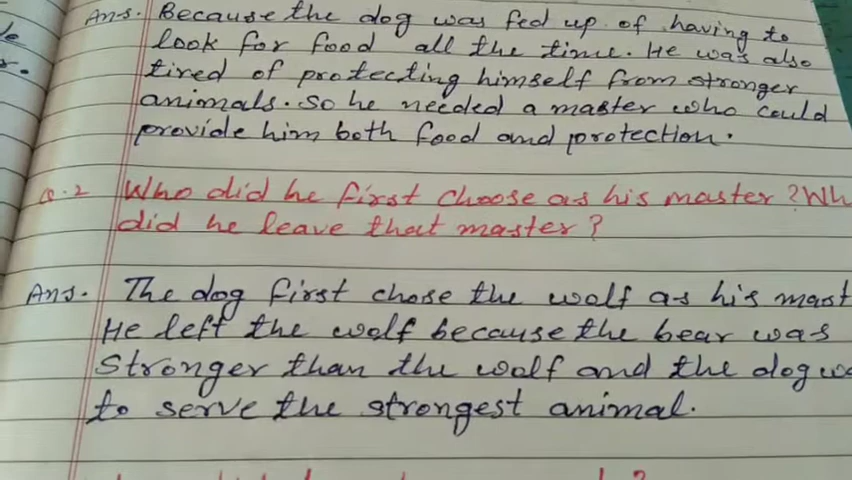 Ans. Because the dog was fed up of having to
look for food all the time. He was also
tired of protecting himself from stronger
animals. So he needed a master who could
provide him both food and protection.
Q.2 Who did he first choose as his master? Wh
did he leave that master?
Ans. The dog first chose the wolf as his mast
He left the wolf because the bear was
Stronger than the wolf and the dog wa
to serve the strongest animal.